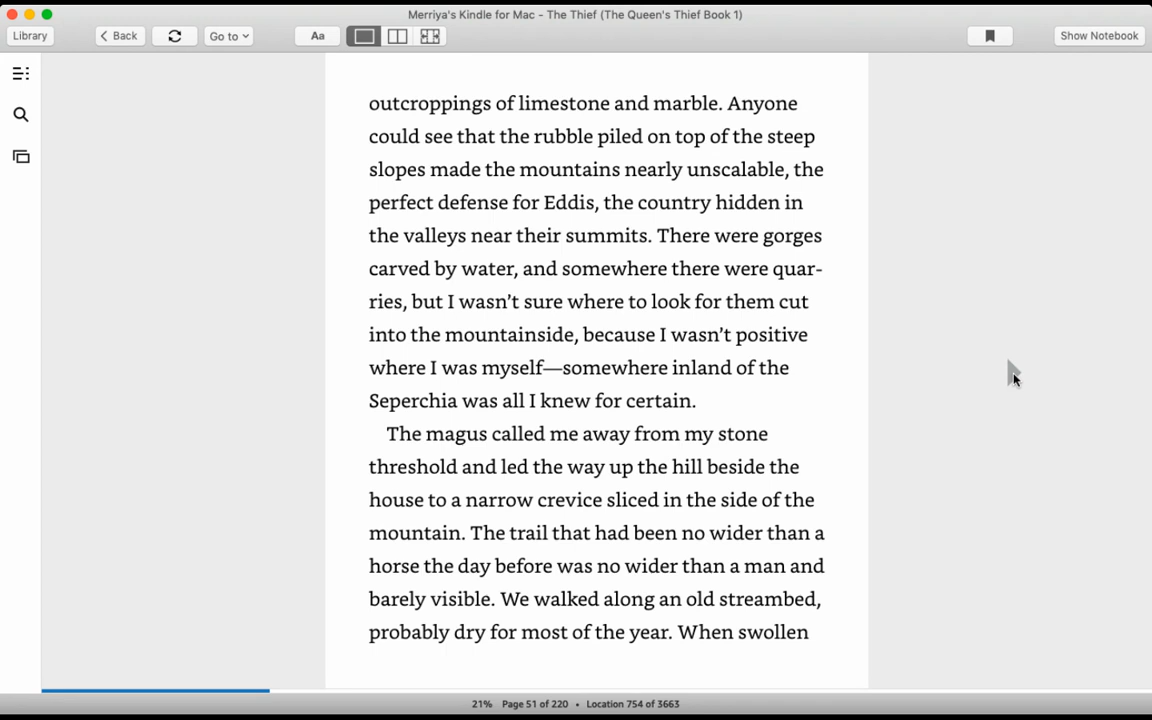 Merriya's Kindle for Mac - The Thief (The Queen's Thief Book 1)
Library
Back
Go to
Aa
Show Notebook
outcroppings of limestone and marble. Anyone
could see that the rubble piled on top of the steep
slopes made the mountains nearly unscalable, the
perfect defense for Eddis, the country hidden in
the valleys near their summits. There were gorges
carved by water, and somewhere there were quar-
ries, but I wasn’t sure where to look for them cut
into the mountainside, because I wasn’t positive
where I was myself—somewhere inland of the
Seperchia was all I knew for certain.
The magus called me away from my stone
threshold and led the way up the hill beside the
house to a narrow crevice sliced in the side of the
mountain. The trail that had been no wider than a
horse the day before was no wider than a man and
barely visible. We walked along an old streambed,
probably dry for most of the year. When swollen
21% Page 51 of 220 • Location 754 of 3663